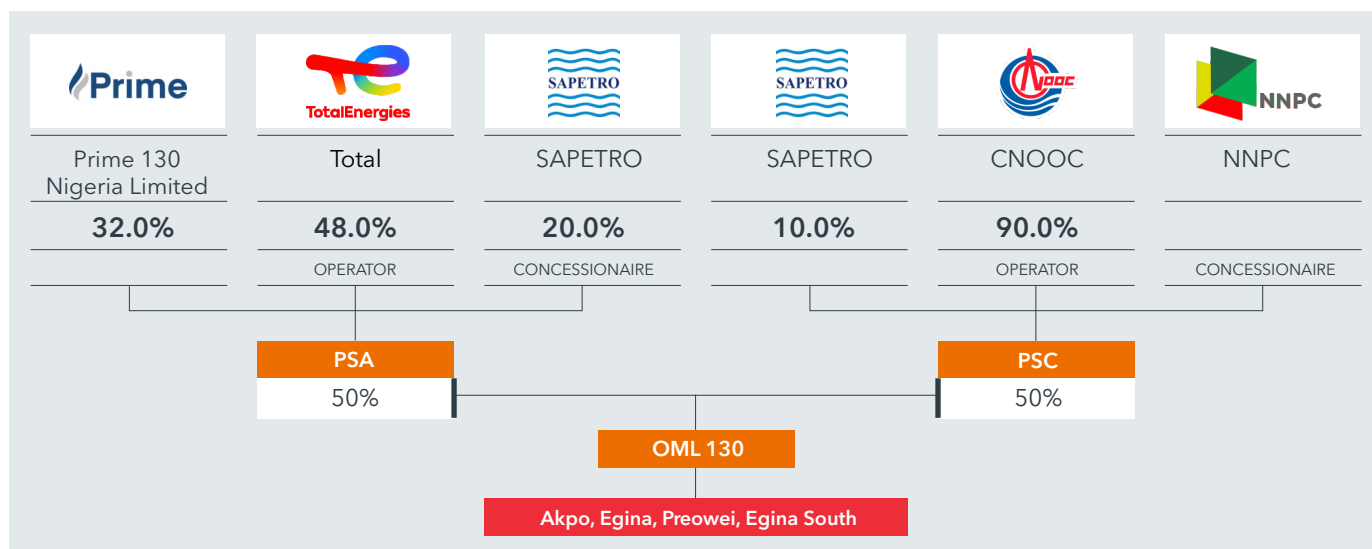 Prime
TotalEnergies
SAPETRO
SAPETRO
CNOOC
NNPC
Prime 130
Nigeria Limited
Total
SAPETRO
SAPETRO
CNOOC
NNPC
32.0%
48.0%
20.0%
10.0%
90.0%
OPERATOR
CONCESSIONAIRE
OPERATOR
CONCESSIONAIRE
PSA
PSC
50%
50%
OML 130
Akpo, Egina, Preowei, Egina South